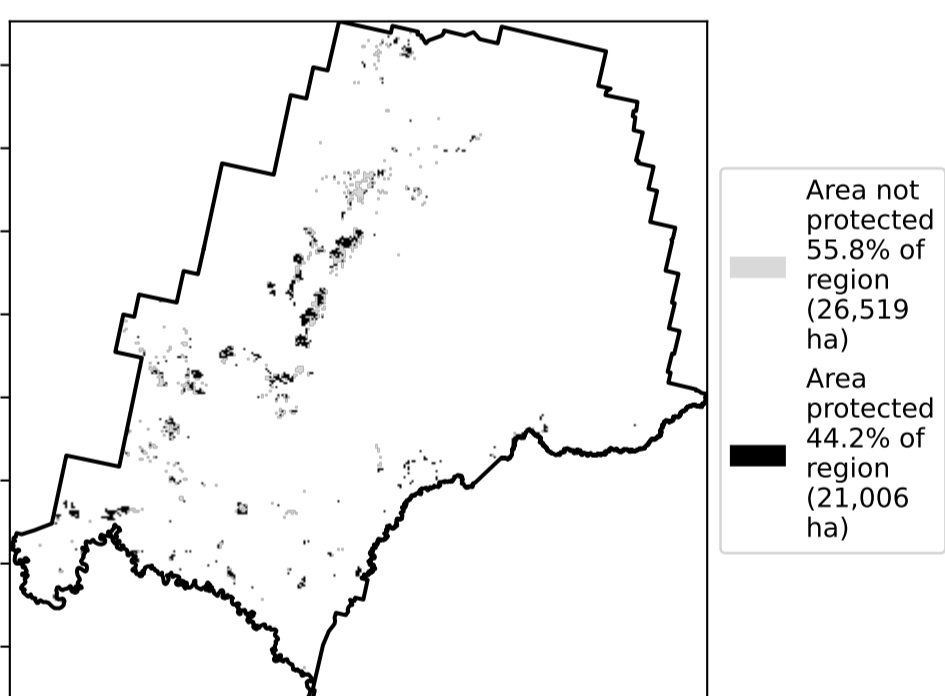 Area not
protected
55.8% of
region
(26,519
ha)
Area
protected
44.2% of
region
(21,006
ha)